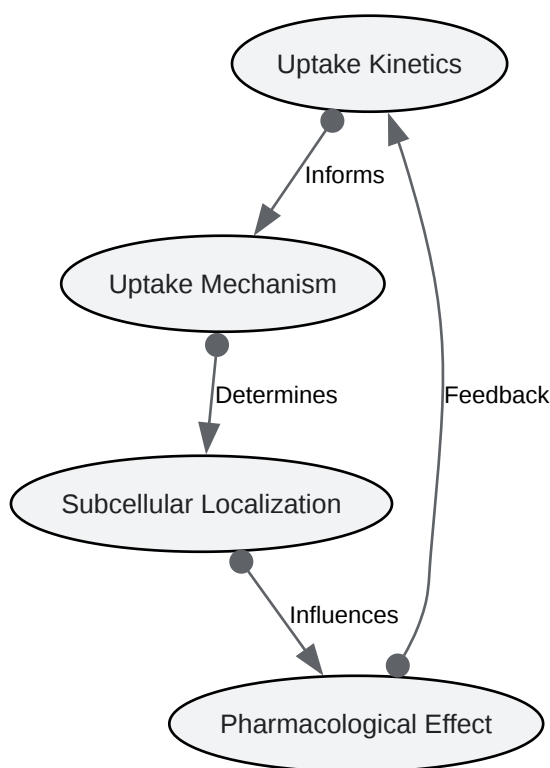 Uptake Kinetics
Informs
Uptake Mechanism
Determines
Feedback
Subcellular Localization
Influences
Pharmacological Effect